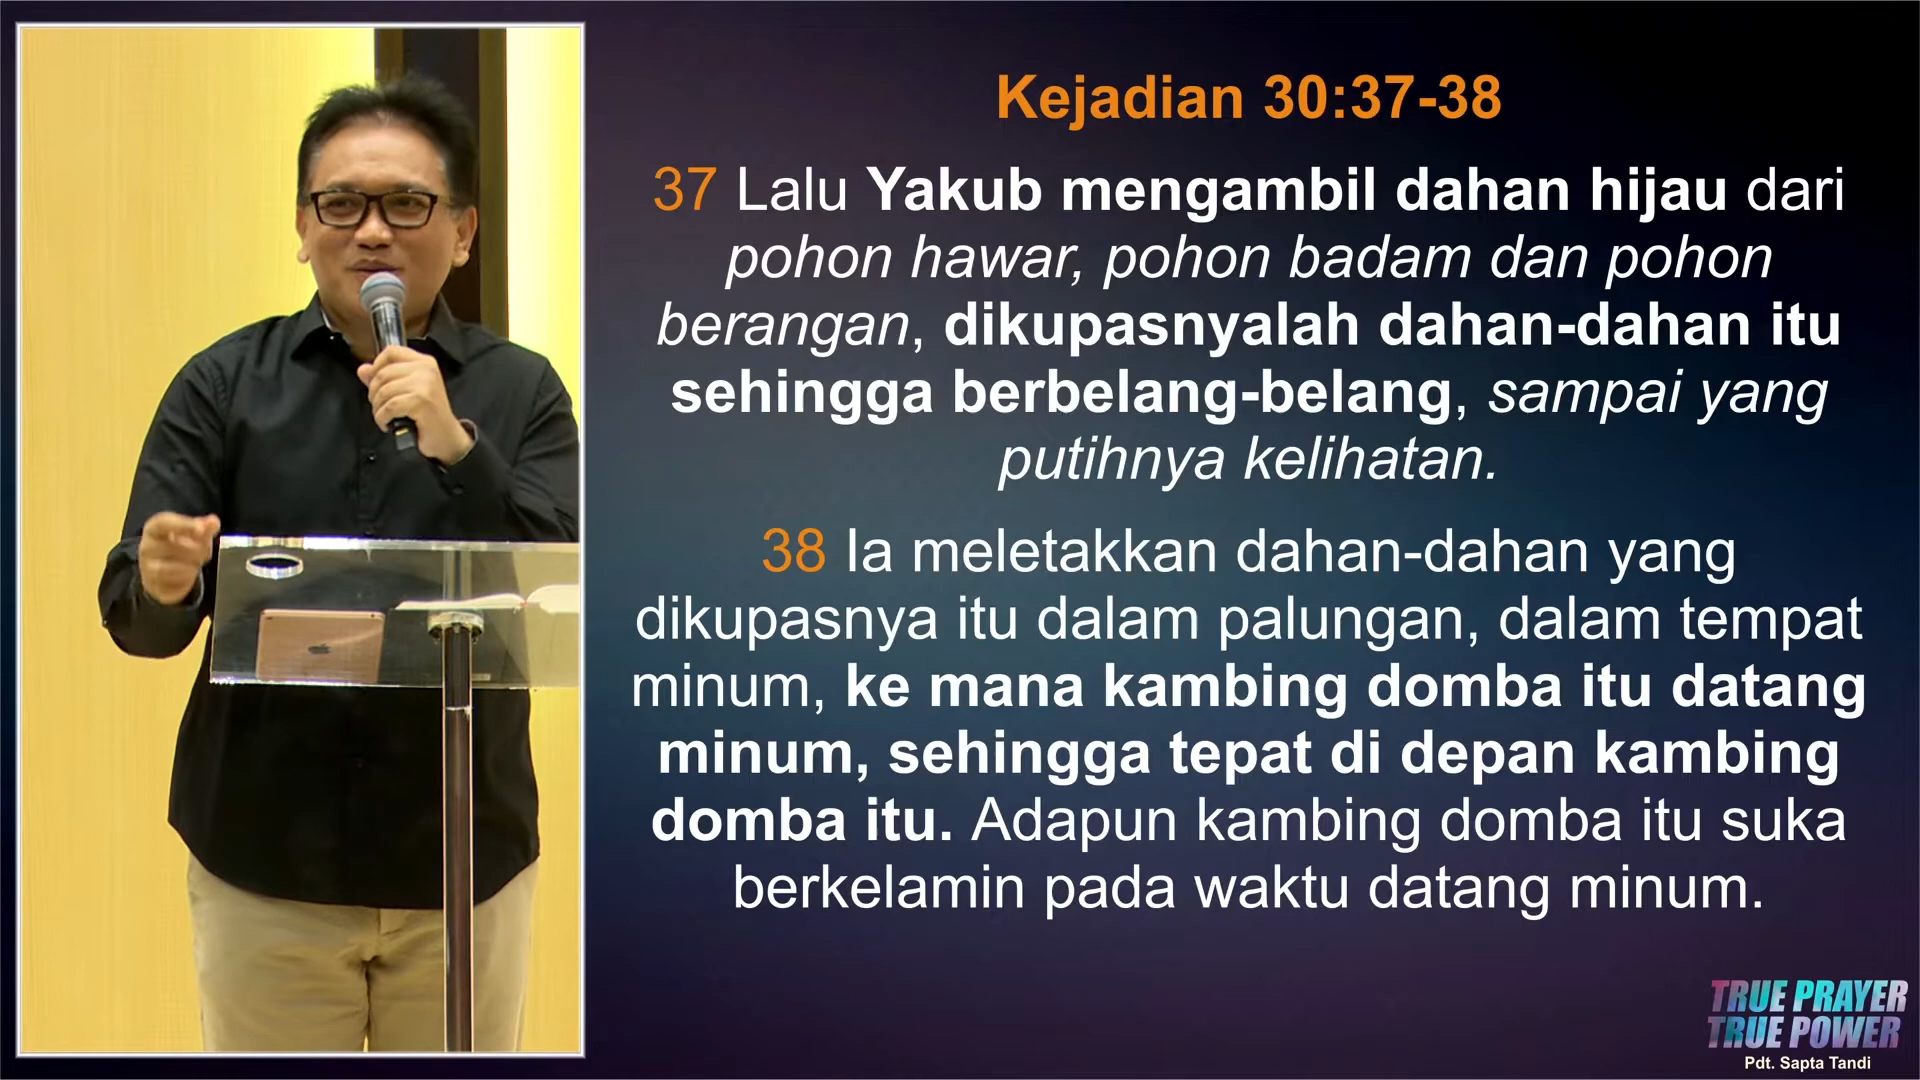 Kejadian 30:37-38
37 Lalu Yakub mengambil dahan hijau dari
pohon hawar, pohon badam dan pohon
berangan, dikupasnyalah dahan-dahan itu
sehingga berbelang-belang, sampai yang
putihnya kelihatan.
38 Ia meletakkan dahan-dahan yang
dikupasnya itu dalam palungan, dalam tempat
minum, ke mana kambing domba itu datang
minum, sehingga tepat di depan kambing
domba itu. Adapun kambing domba itu suka
berkelamin pada waktu datang minum.
TRUE PRAYER
TRUE POWER
Pdt. Sapta Tandi